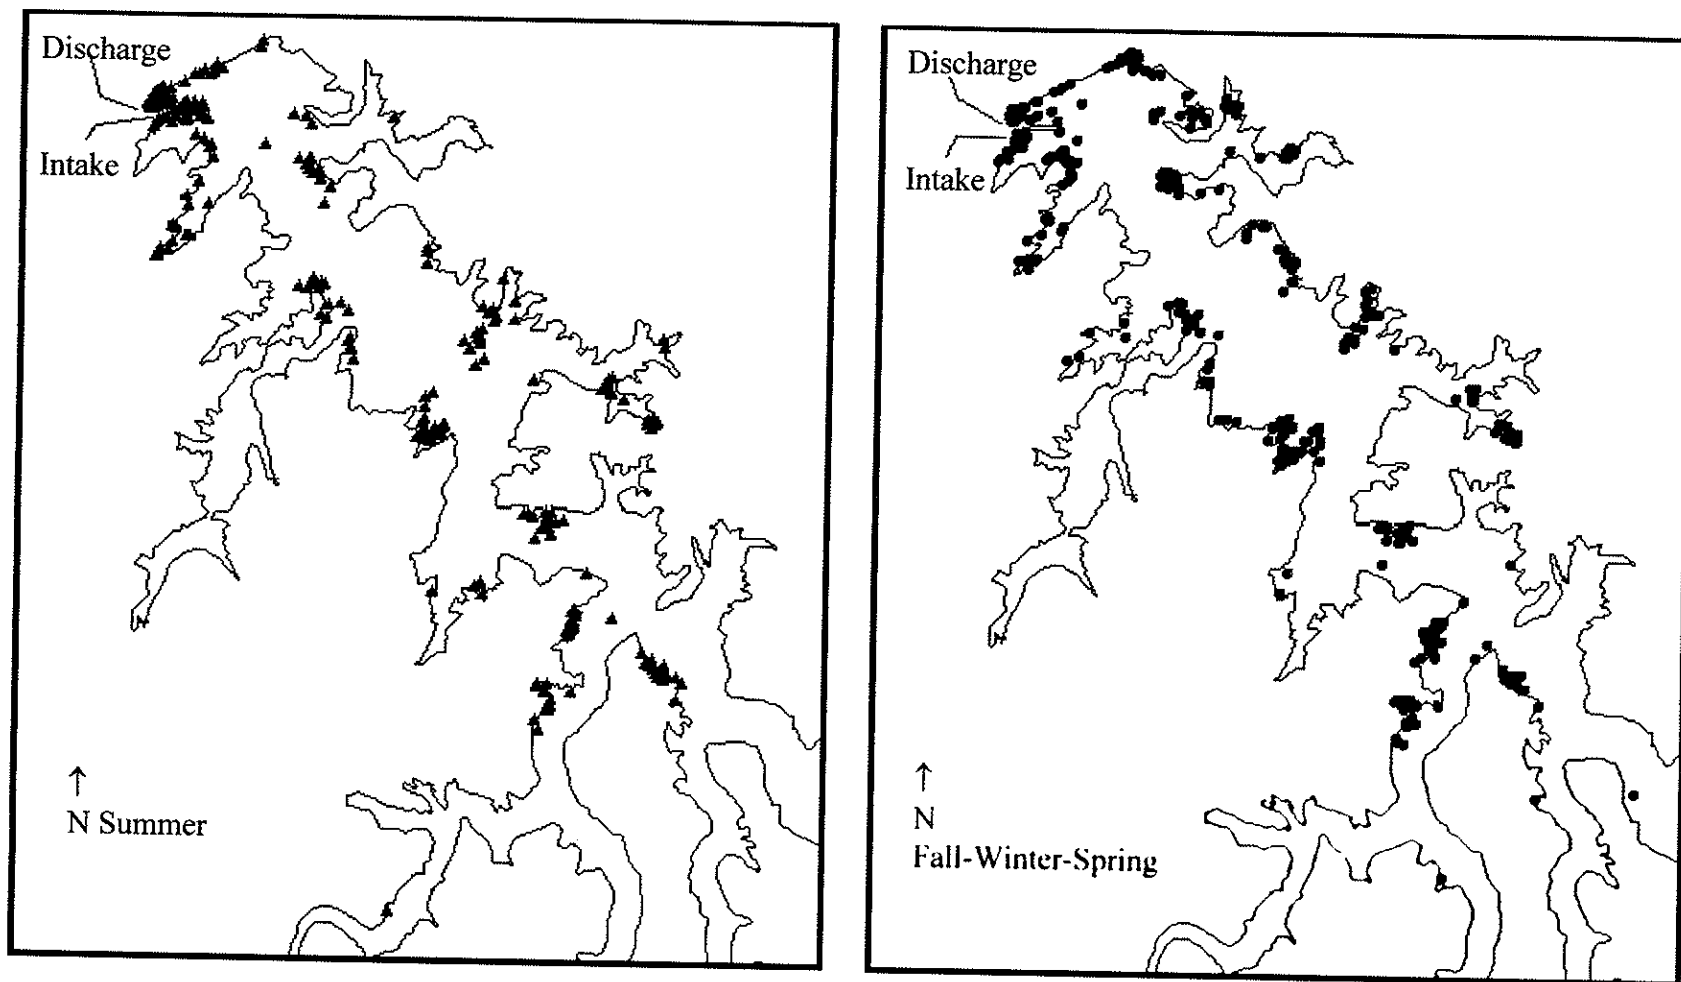 Discharge
Intake
↑
N Summer
Discharge
Intake
↑
N
Fall-Winter-Spring